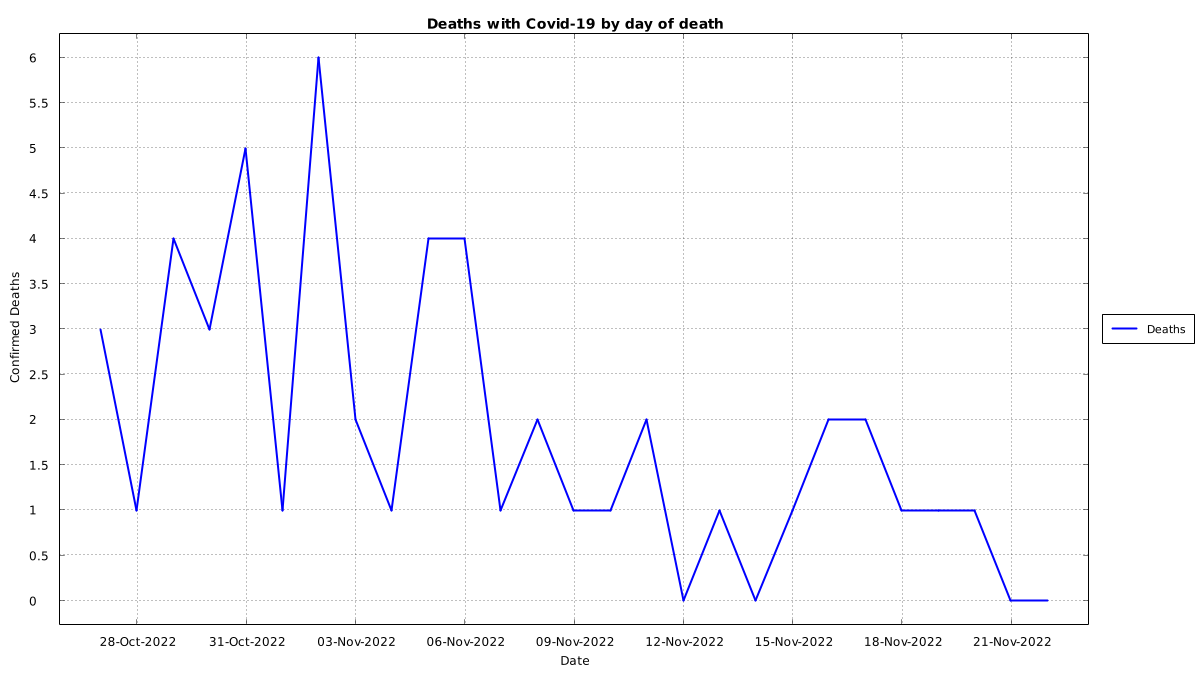 Deaths with Covid-19 by day of death
6
5.5
5
4.5
4
3.5
3
2.5
2
1.5
1
0.5
0
Confirmed Deaths
28-Oct-2022 31-Oct-2022 03-Nov-2022 06-Nov-2022 09-Nov-2022 12-Nov-2022 15-Nov-2022 18-Nov-2022 21-Nov-2022
Date
Deaths